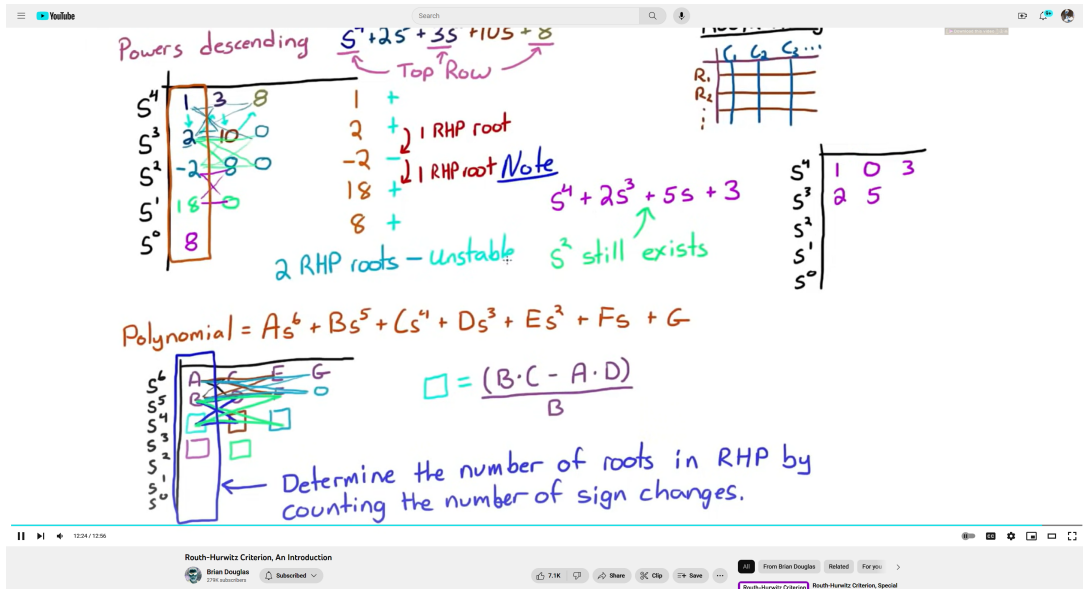 YouTube
Search
9+
Powers descending
S⁴+2S³+3S²+10S+8
Top Row
C₁ C₂ C₃ ...
R₁
R₂
⋮
S⁴ 1 3 8
S³ 2 10 0
S² -2 8 0
S¹ 18 0
S⁰ 8
1 +
2 +
-2 -
18 +
8 +
1 RHP root
1 RHP root
Note
2 RHP roots - unstable
S⁴ + 2S³ + 5S + 3
S² still exists
S⁴ 1 0 3
S³ 2 5
S²
S¹
S⁰
Polynomial = As⁶ + Bs⁵ + Cs⁴ + Ds³ + Es² + Fs + G
S⁶ A C E G
S⁵ B 0
S⁴
S³
S²
S¹
S⁰
□ = (B·C - A·D)
B
Determine the number of roots in RHP by
counting the number of sign changes.
12:24 / 12:56
CC
Routh-Hurwitz Criterion, An Introduction
Brian Douglas
279K subscribers
Subscribed
7.1K
Share
Clip
Save
All
From Brian Douglas
Related
For you
Routh-Hurwitz Criterion
Routh-Hurwitz Criterion, Special